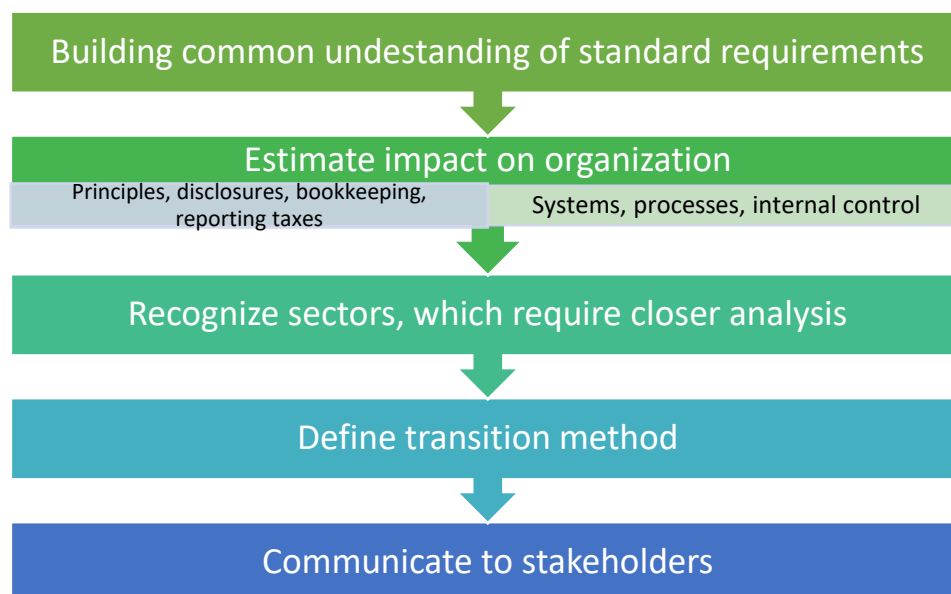 Building common undestanding of standard requirements
Estimate impact on organization
Principles, disclosures, bookkeeping,
reporting taxes
Systems, processes, internal control
Recognize sectors, which require closer analysis
Define transition method
Communicate to stakeholders